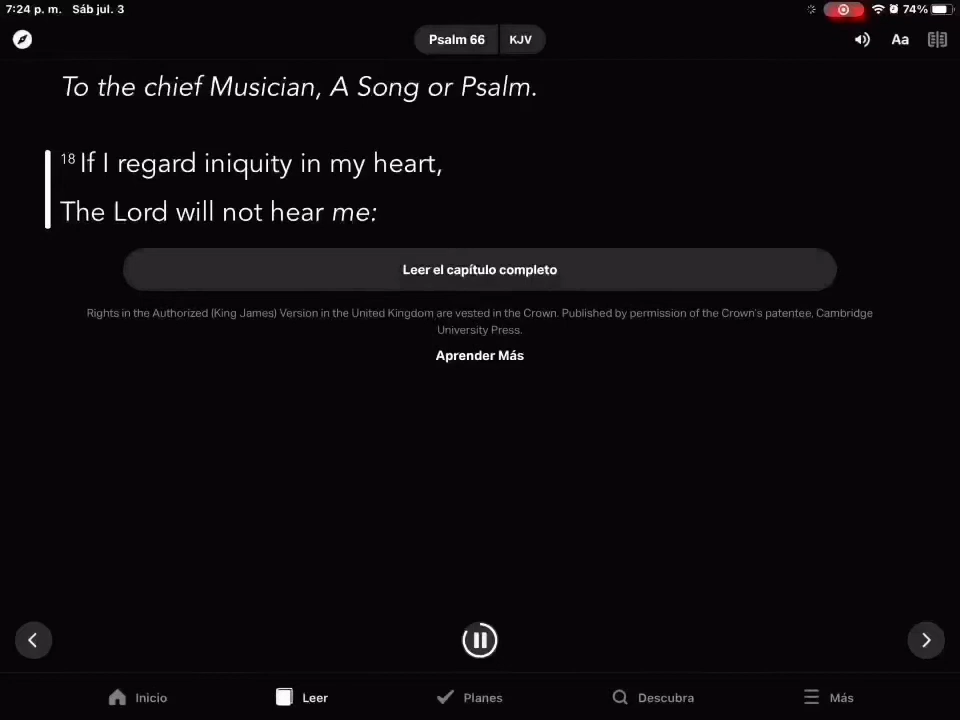 7:24 p. m. Sáb jul. 3 74%
Psalm 66 KJV Aa
To the chief Musician, A Song or Psalm.
18 If I regard iniquity in my heart,
The Lord will not hear me:
Leer el capítulo completo
Rights in the Authorized (King James) Version in the United Kingdom are vested in the Crown. Published by permission of the Crown's patentee, Cambridge
University Press.
Aprender Más
Inicio Leer Planes Descubra Más